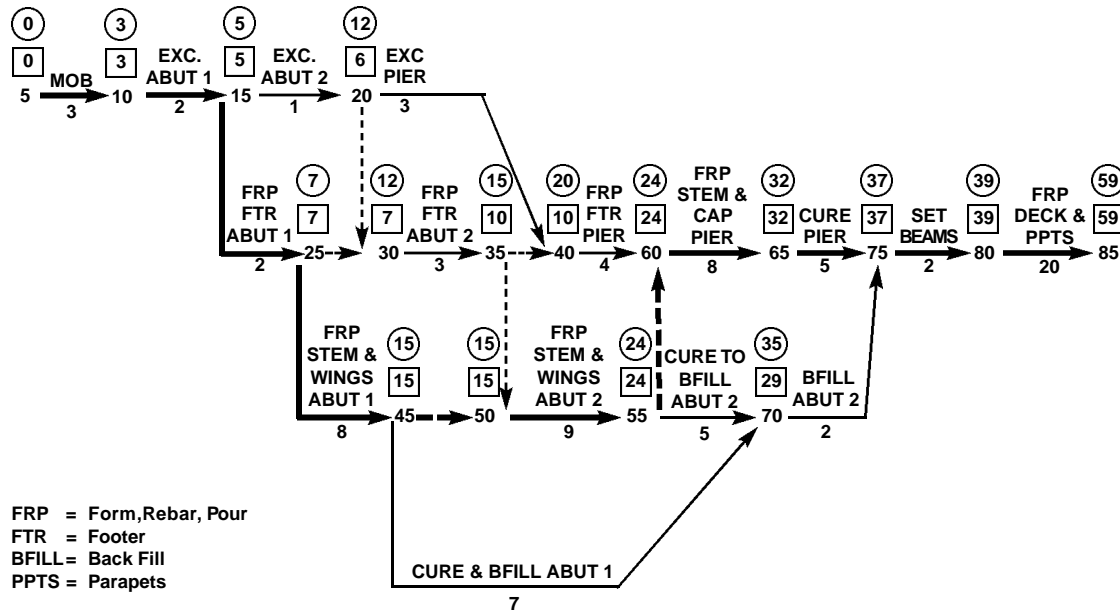 0 3 5 12
0 3 5 6
MOB
EXC.
ABUT 1
EXC.
ABUT 2
EXC
PIER
5 10 15 20
3 2 1 3
7 12 15 20 24 32 37 39 59
7 7 10 10 24 32 37 39 59
FRP
FTR
ABUT 1
FRP
FTR
ABUT 2
FRP
FTR
PIER
FRP
STEM &
CAP
PIER
CURE
PIER
SET
BEAMS
FRP
DECK &
PPTS
25 30 35 40 60 65 75 80 85
2 3 4 8 5 2 20
15 15 24 35
15 15 24 29
FRP
STEM &
WINGS
ABUT 1
FRP
STEM &
WINGS
ABUT 2
CURE TO
BFILL
ABUT 2
BFILL
ABUT 2
45 50 55 70
8 9 5 2
FRP = Form,Rebar, Pour
FTR = Footer
BFILL= Back Fill
PPTS = Parapets
CURE & BFILL ABUT 1
7